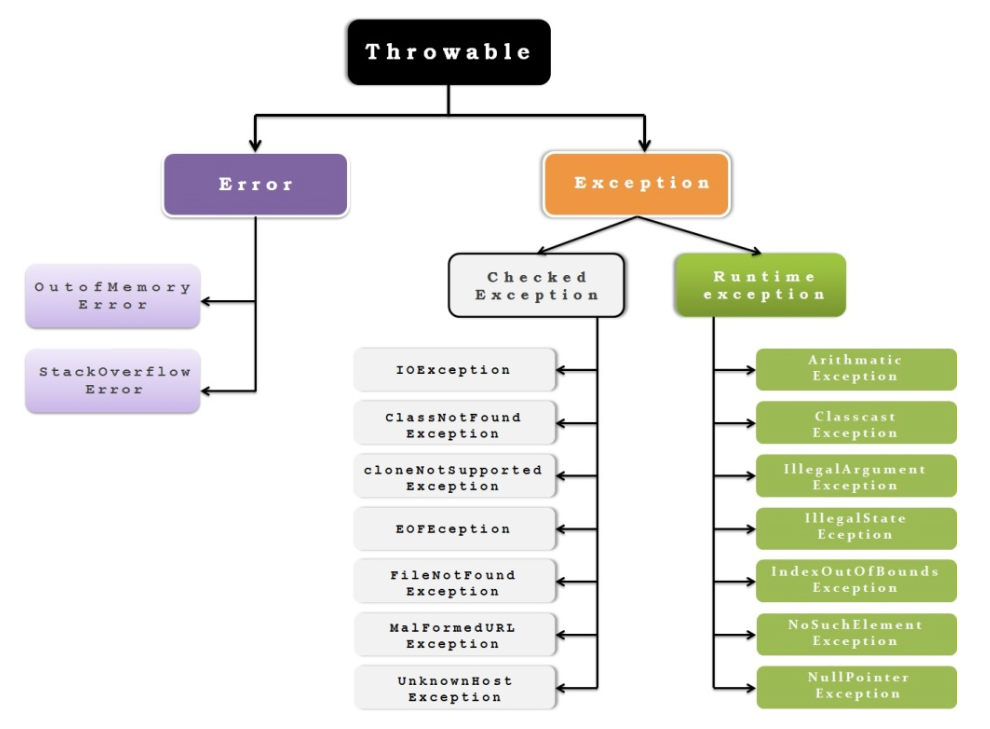 Throwable
Error
Exception
OutofMemory
Error
StackOverflow
Error
Checked
Exception
Runtime
exception
IOException
ClassNotFound
Exception
cloneNotSupported
Exception
EOFEception
FileNotFound
Exception
MalFormedURL
Exception
UnknownHost
Exception
Arithmatic
Exception
Classcast
Exception
IllegalArgument
Exception
IllegalState
Eception
IndexOutOfBounds
Exception
NoSuchElement
Exception
NullPointer
Exception